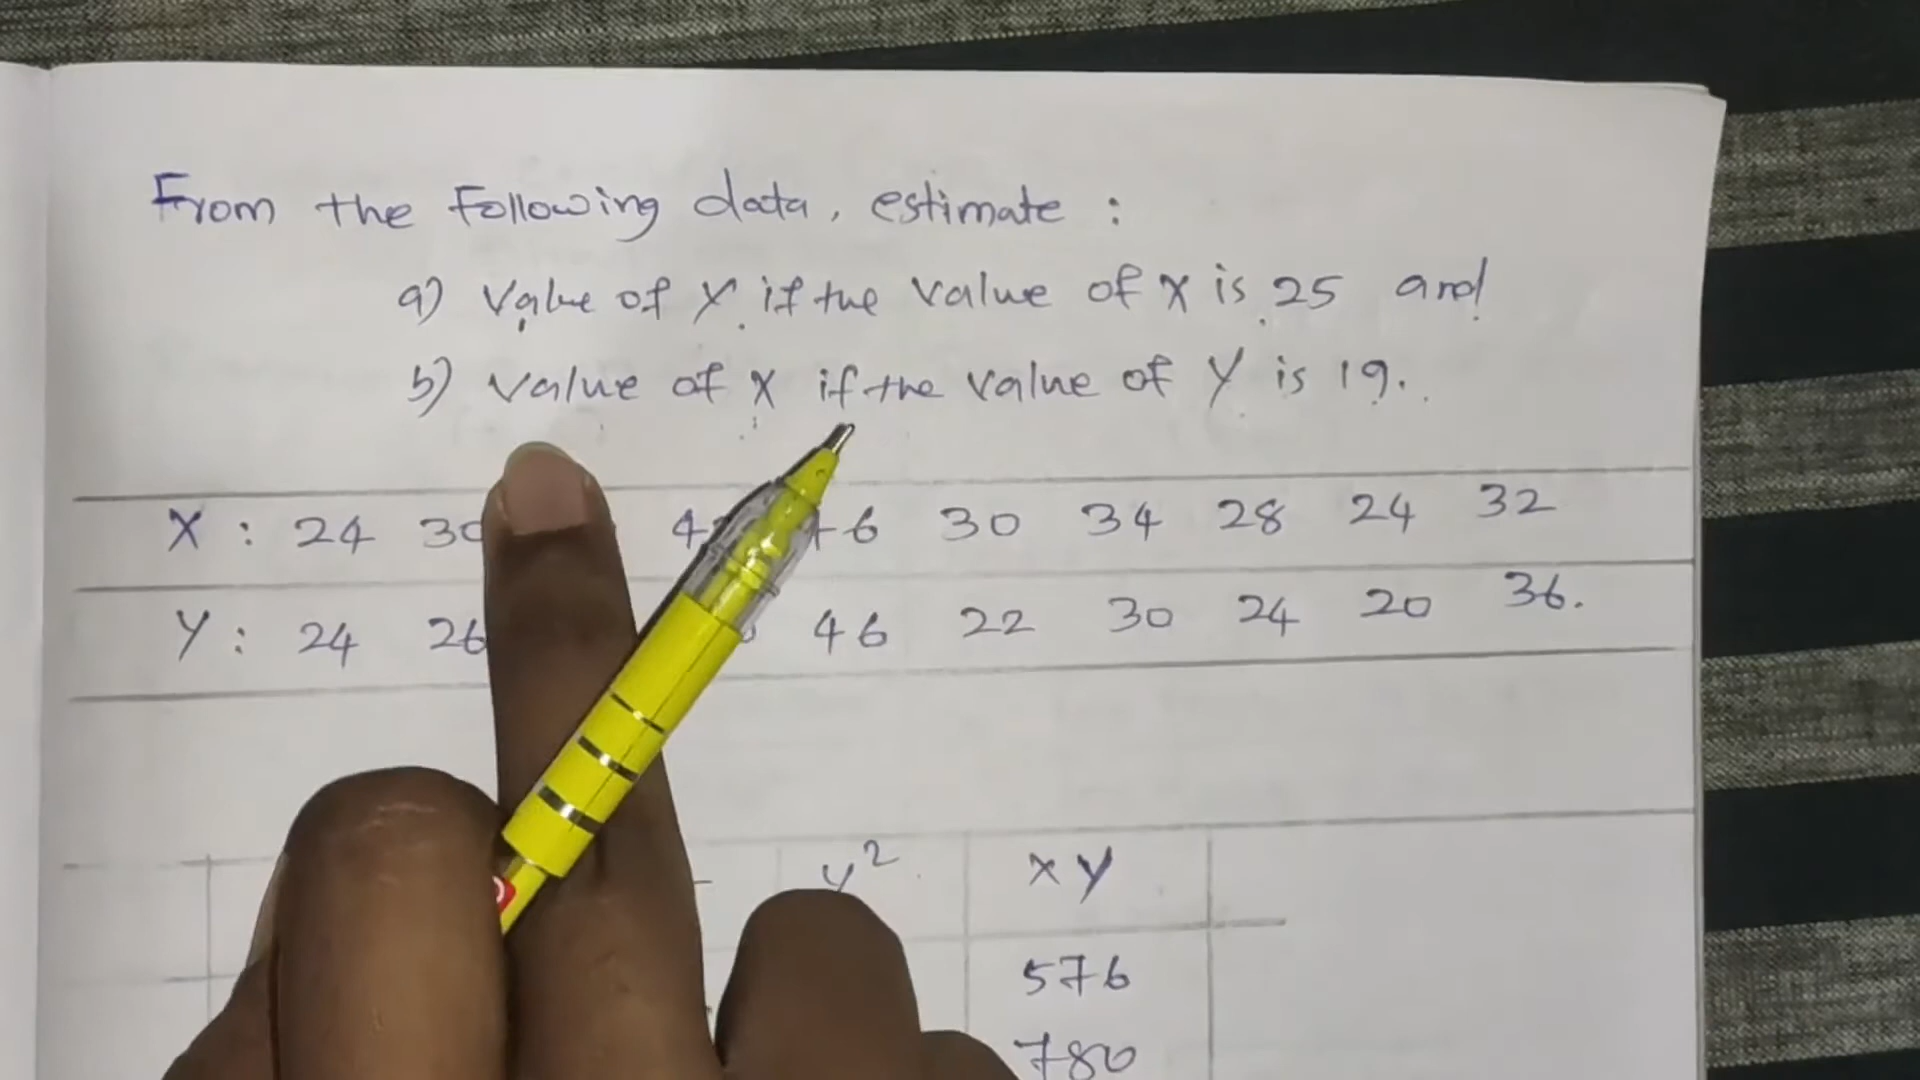 From the following data, estimate :
a) Value of Y if the value of X is 25 and
b) Value of X if the value of Y is 19.
X : 24 30 30 34 28 24 32
Y : 24 26 46 22 30 24 20 36.
y² xy
576
780